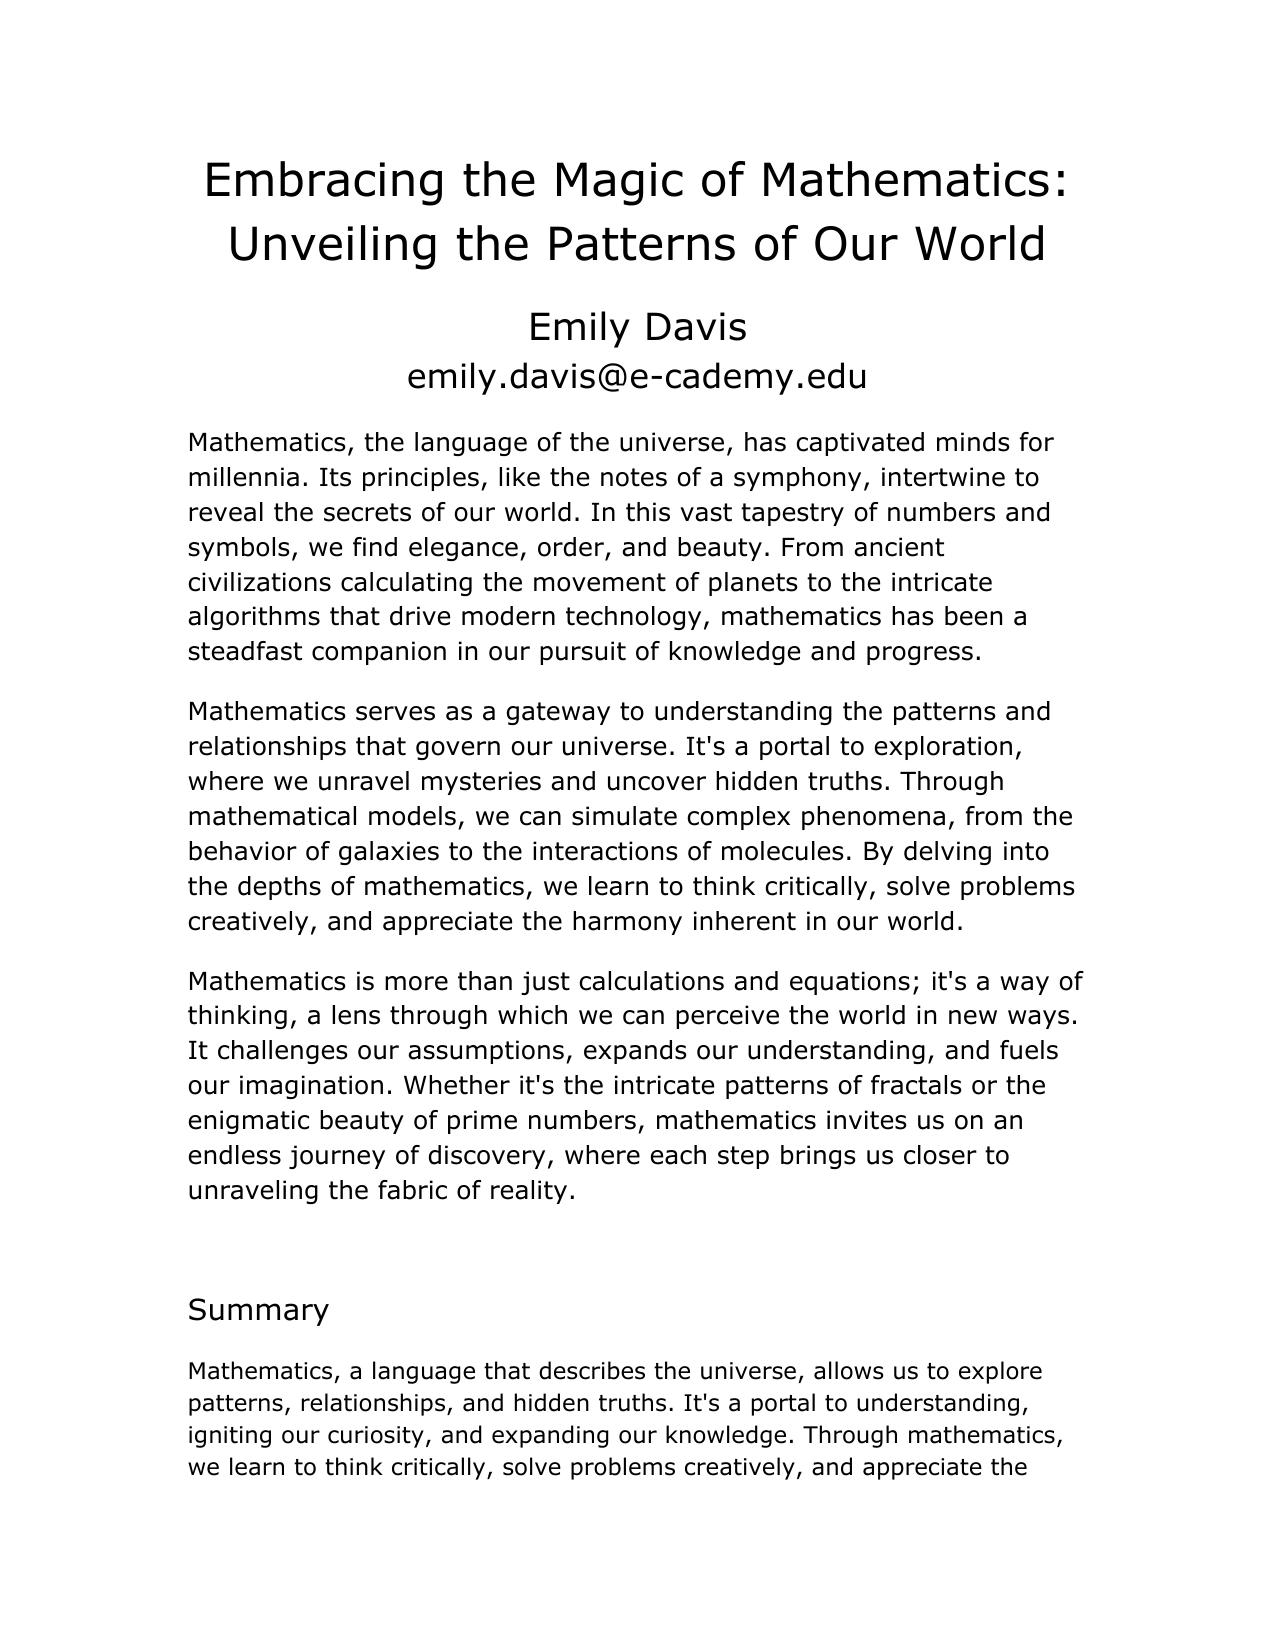 Embracing the Magic of Mathematics:
Unveiling the Patterns of Our World
Emily Davis
emily.davis@e-cademy.edu
Mathematics, the language of the universe, has captivated minds for
millennia. Its principles, like the notes of a symphony, intertwine to
reveal the secrets of our world. In this vast tapestry of numbers and
symbols, we find elegance, order, and beauty. From ancient
civilizations calculating the movement of planets to the intricate
algorithms that drive modern technology, mathematics has been a
steadfast companion in our pursuit of knowledge and progress.
Mathematics serves as a gateway to understanding the patterns and
relationships that govern our universe. It's a portal to exploration,
where we unravel mysteries and uncover hidden truths. Through
mathematical models, we can simulate complex phenomena, from the
behavior of galaxies to the interactions of molecules. By delving into
the depths of mathematics, we learn to think critically, solve problems
creatively, and appreciate the harmony inherent in our world.
Mathematics is more than just calculations and equations; it's a way of
thinking, a lens through which we can perceive the world in new ways.
It challenges our assumptions, expands our understanding, and fuels
our imagination. Whether it's the intricate patterns of fractals or the
enigmatic beauty of prime numbers, mathematics invites us on an
endless journey of discovery, where each step brings us closer to
unraveling the fabric of reality.
Summary
Mathematics, a language that describes the universe, allows us to explore
patterns, relationships, and hidden truths. It's a portal to understanding,
igniting our curiosity, and expanding our knowledge. Through mathematics,
we learn to think critically, solve problems creatively, and appreciate the